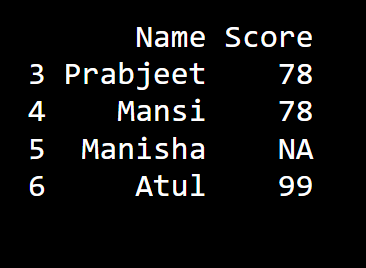 Name Score
3 Prabjeet 78
4 Mansi 78
5 Manisha NA
6 Atul 99